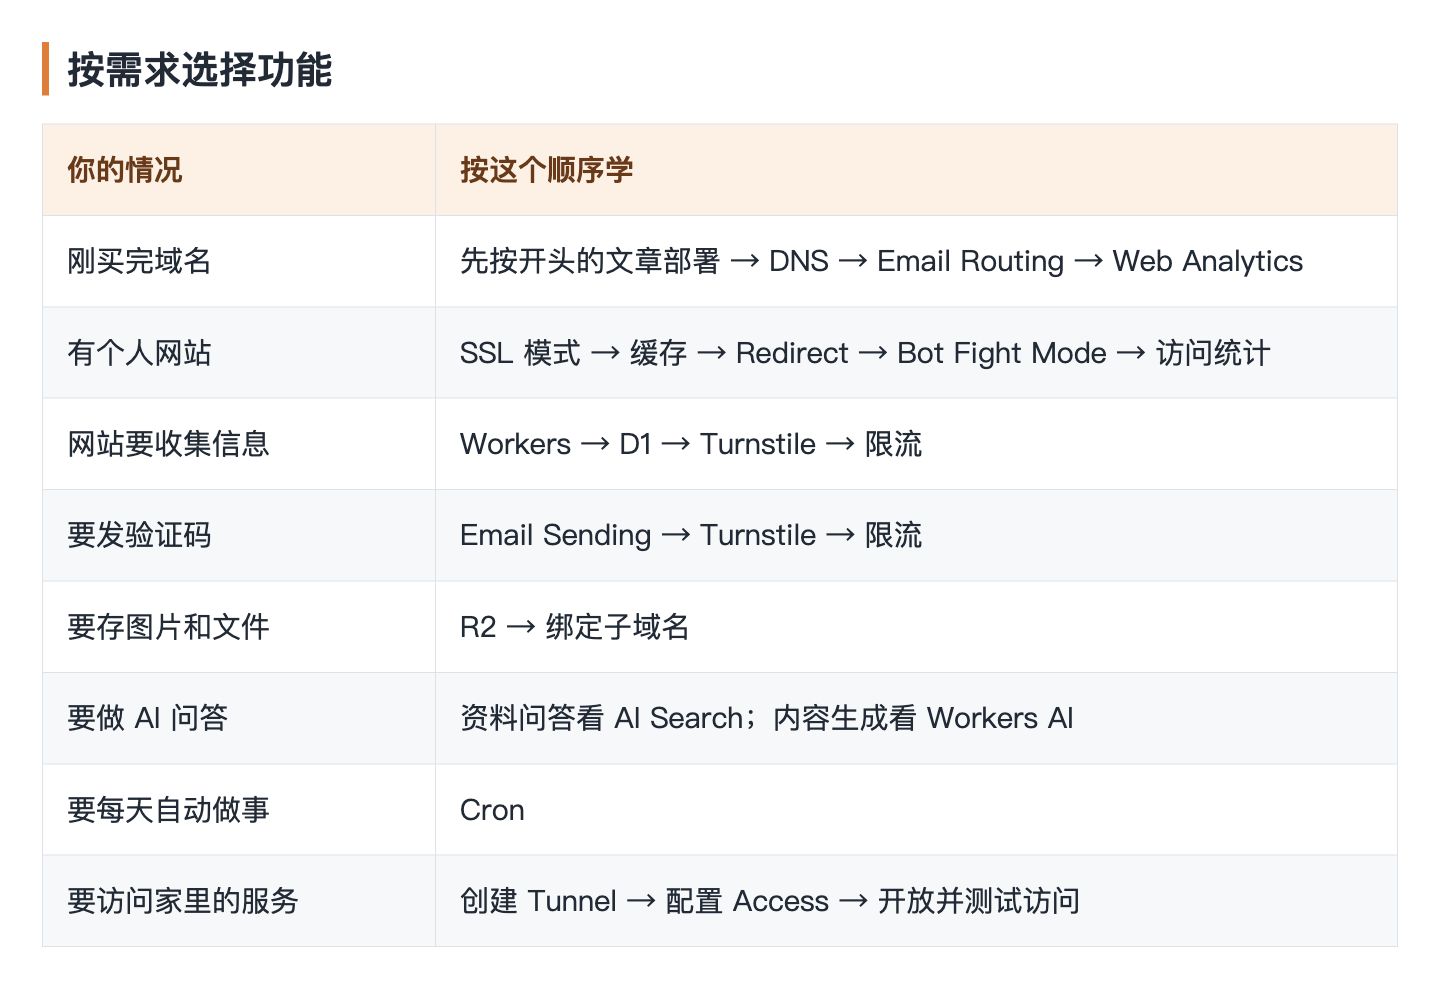 按需求选择功能
你的情况 按这个顺序学
刚买完域名 先按开头的文章部署 → DNS → Email Routing → Web Analytics
有个人网站 SSL 模式 → 缓存 → Redirect → Bot Fight Mode → 访问统计
网站要收集信息 Workers → D1 → Turnstile → 限流
要发验证码 Email Sending → Turnstile → 限流
要存图片和文件 R2 → 绑定子域名
要做 AI 问答 资料问答看 AI Search；内容生成看 Workers AI
要每天自动做事 Cron
要访问家里的服务 创建 Tunnel → 配置 Access → 开放并测试访问